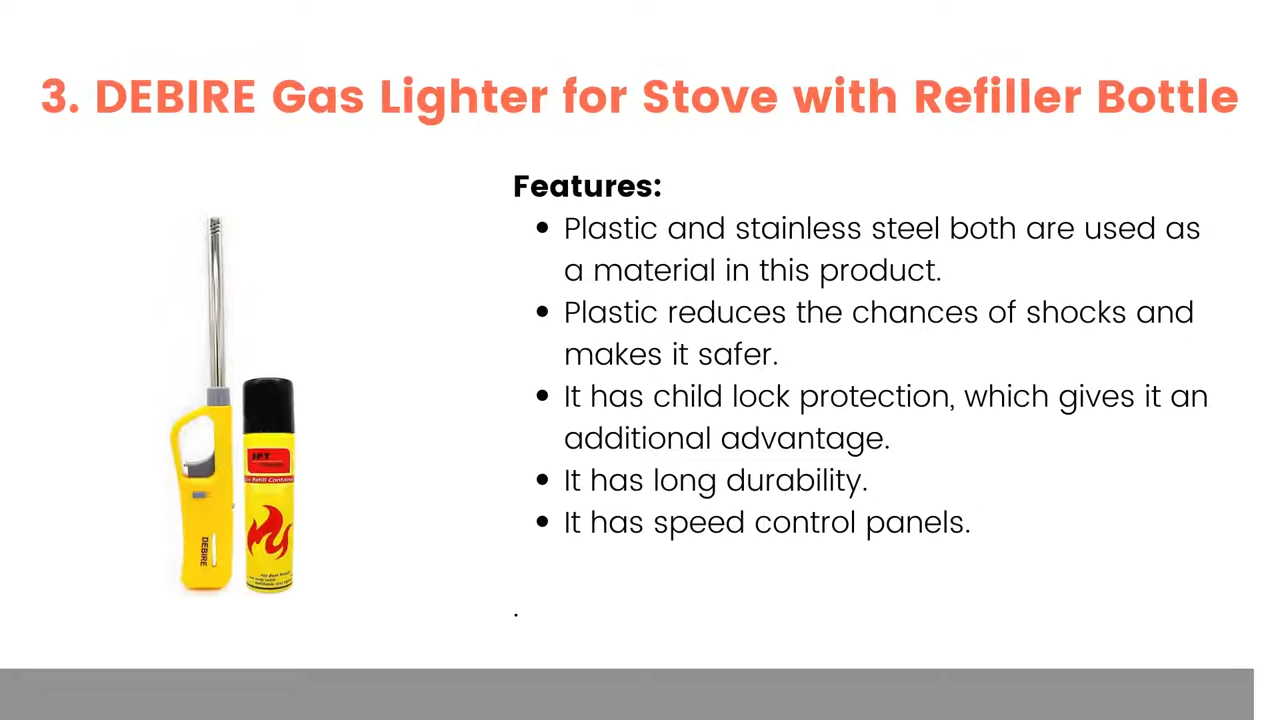 3. DEBIRE Gas Lighter for Stove with Refiller Bottle
Features:
• Plastic and stainless steel both are used as
a material in this product.
• Plastic reduces the chances of shocks and
makes it safer.
• It has child lock protection, which gives it an
additional advantage.
• It has long durability.
• It has speed control panels.
.
DEBIRE